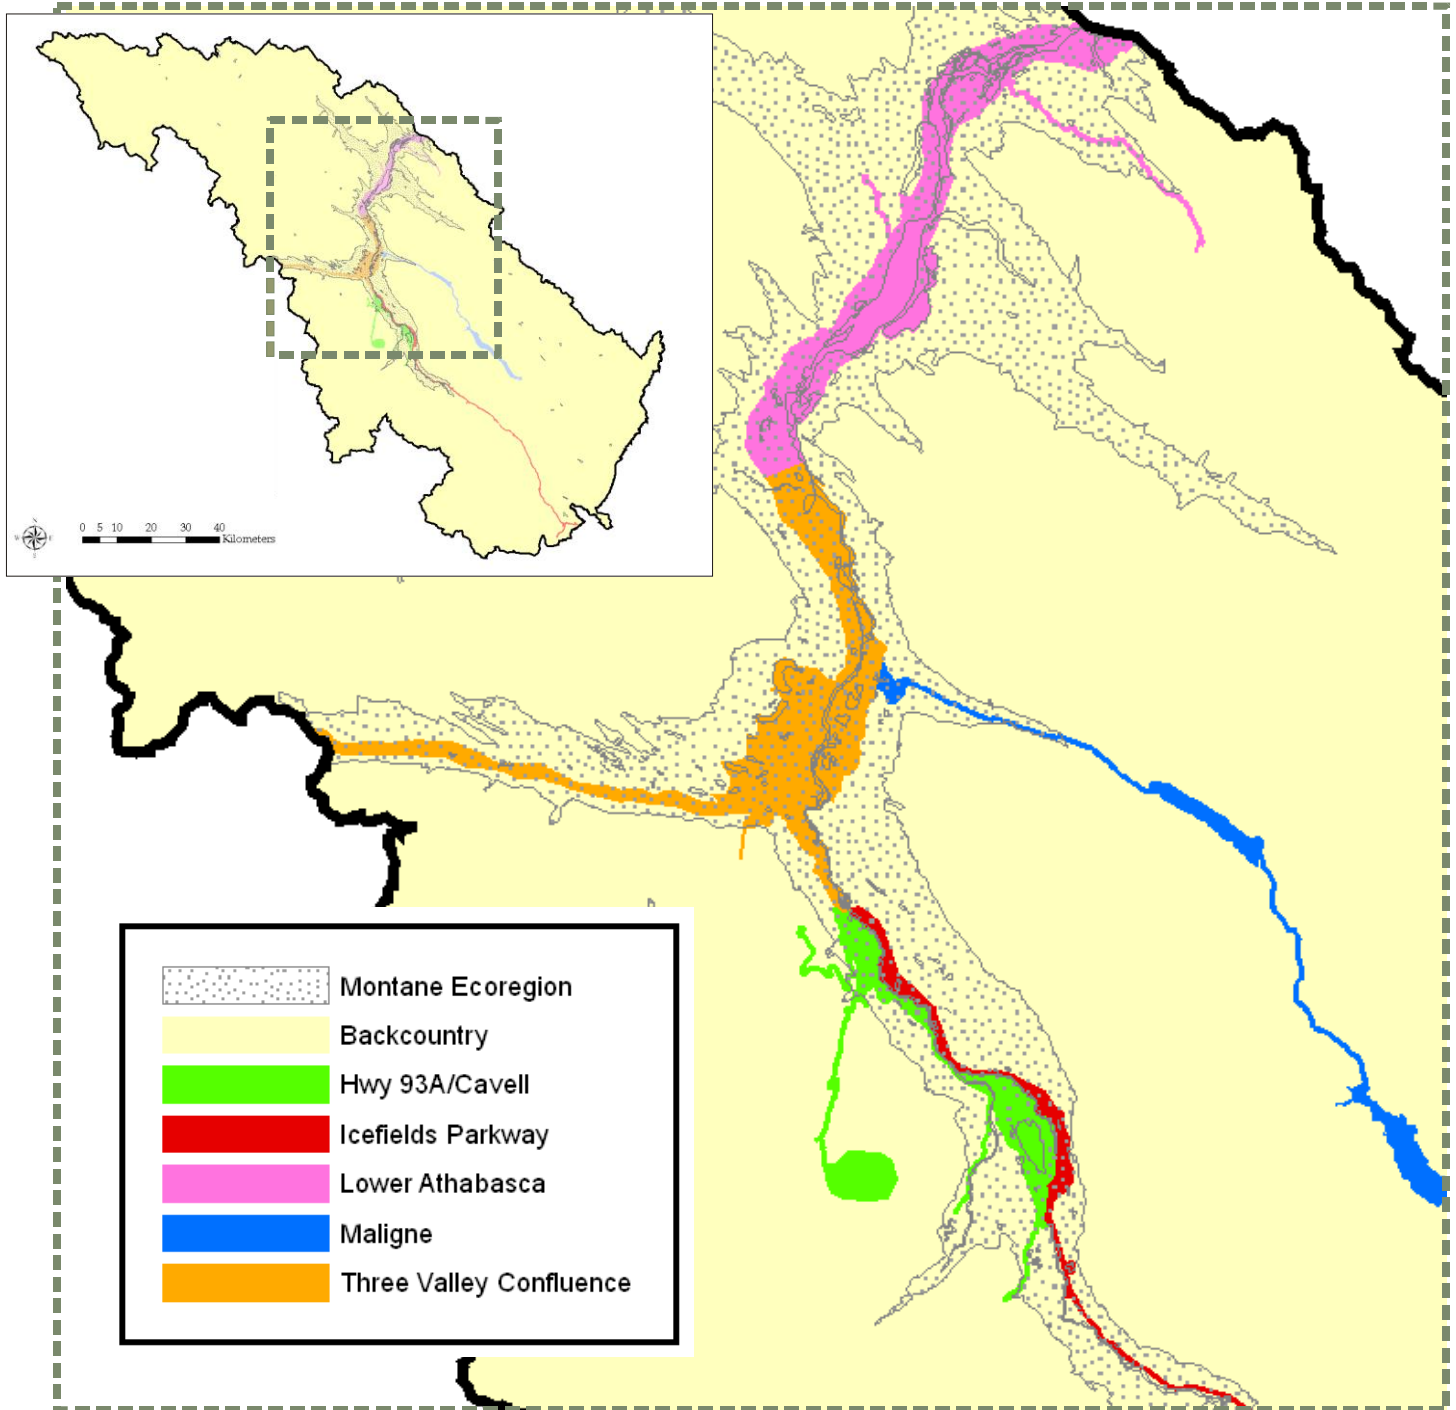 N
W E
S
0 5 10 20 30 40
Kilometers
Montane Ecoregion
Backcountry
Hwy 93A/Cavell
Icefields Parkway
Lower Athabasca
Maligne
Three Valley Confluence